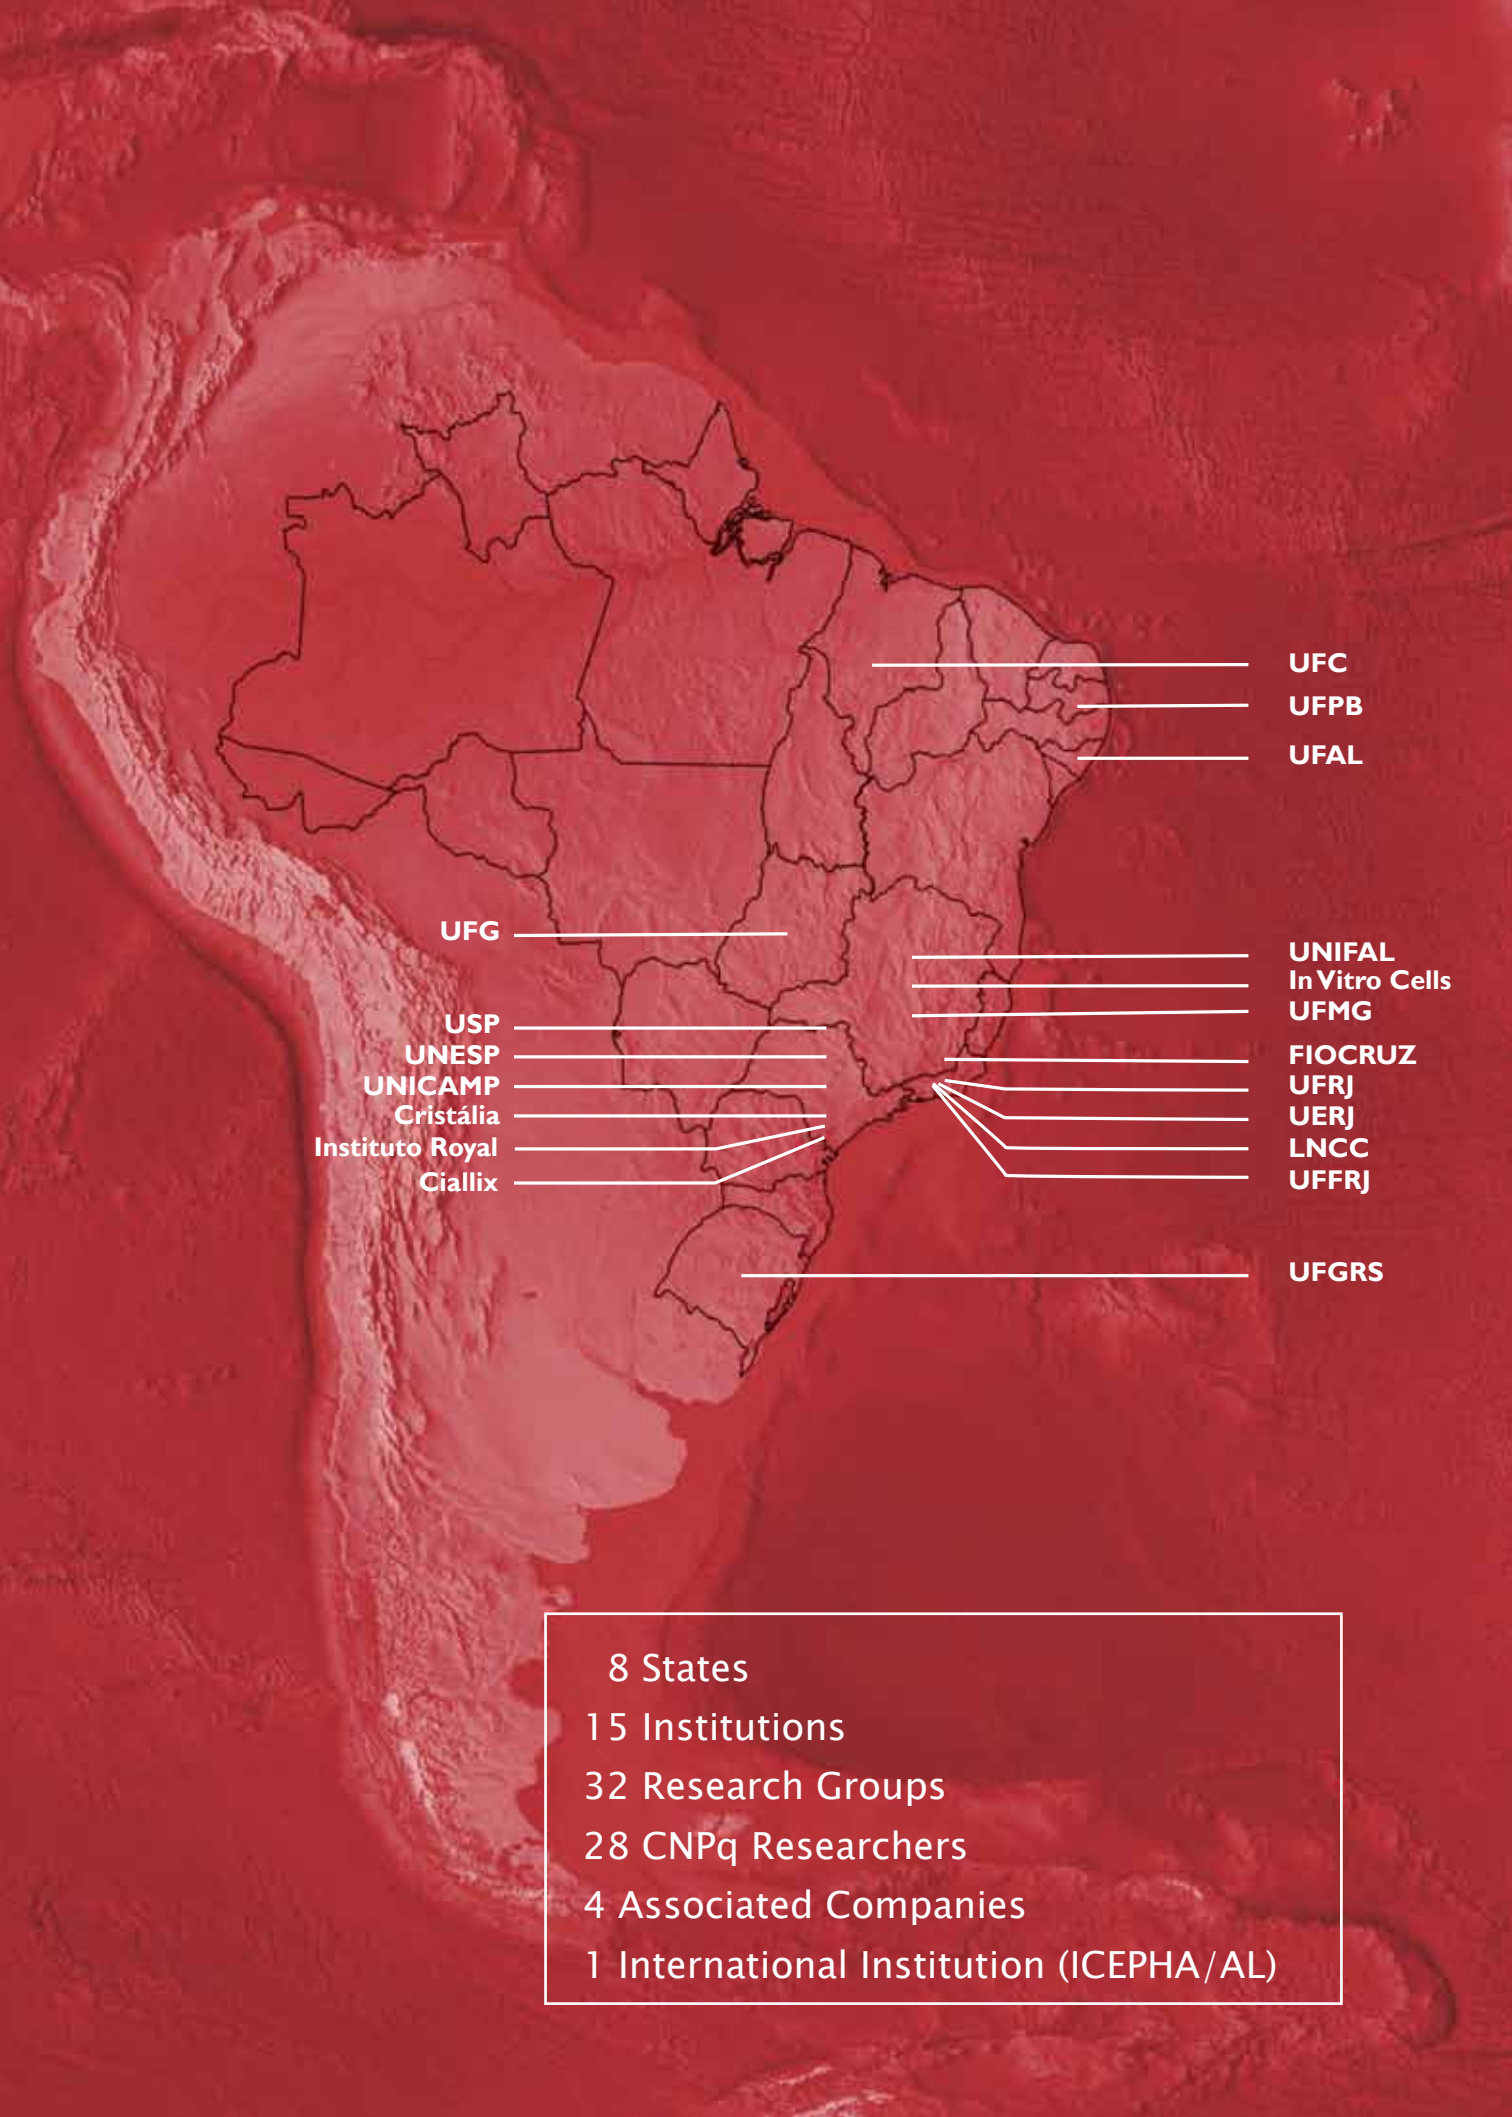 UFC
UFPB
UFAL
UFG
UNIFAL
In Vitro Cells
UFMG
USP
UNESP
UNICAMP
Cristália
Instituto Royal
Ciallix
FIOCRUZ
UFRJ
UERJ
LNCC
UFFRJ
UFGRS
8 States
15 Institutions
32 Research Groups
28 CNPq Researchers
4 Associated Companies
1 International Institution (ICEPHA/AL)